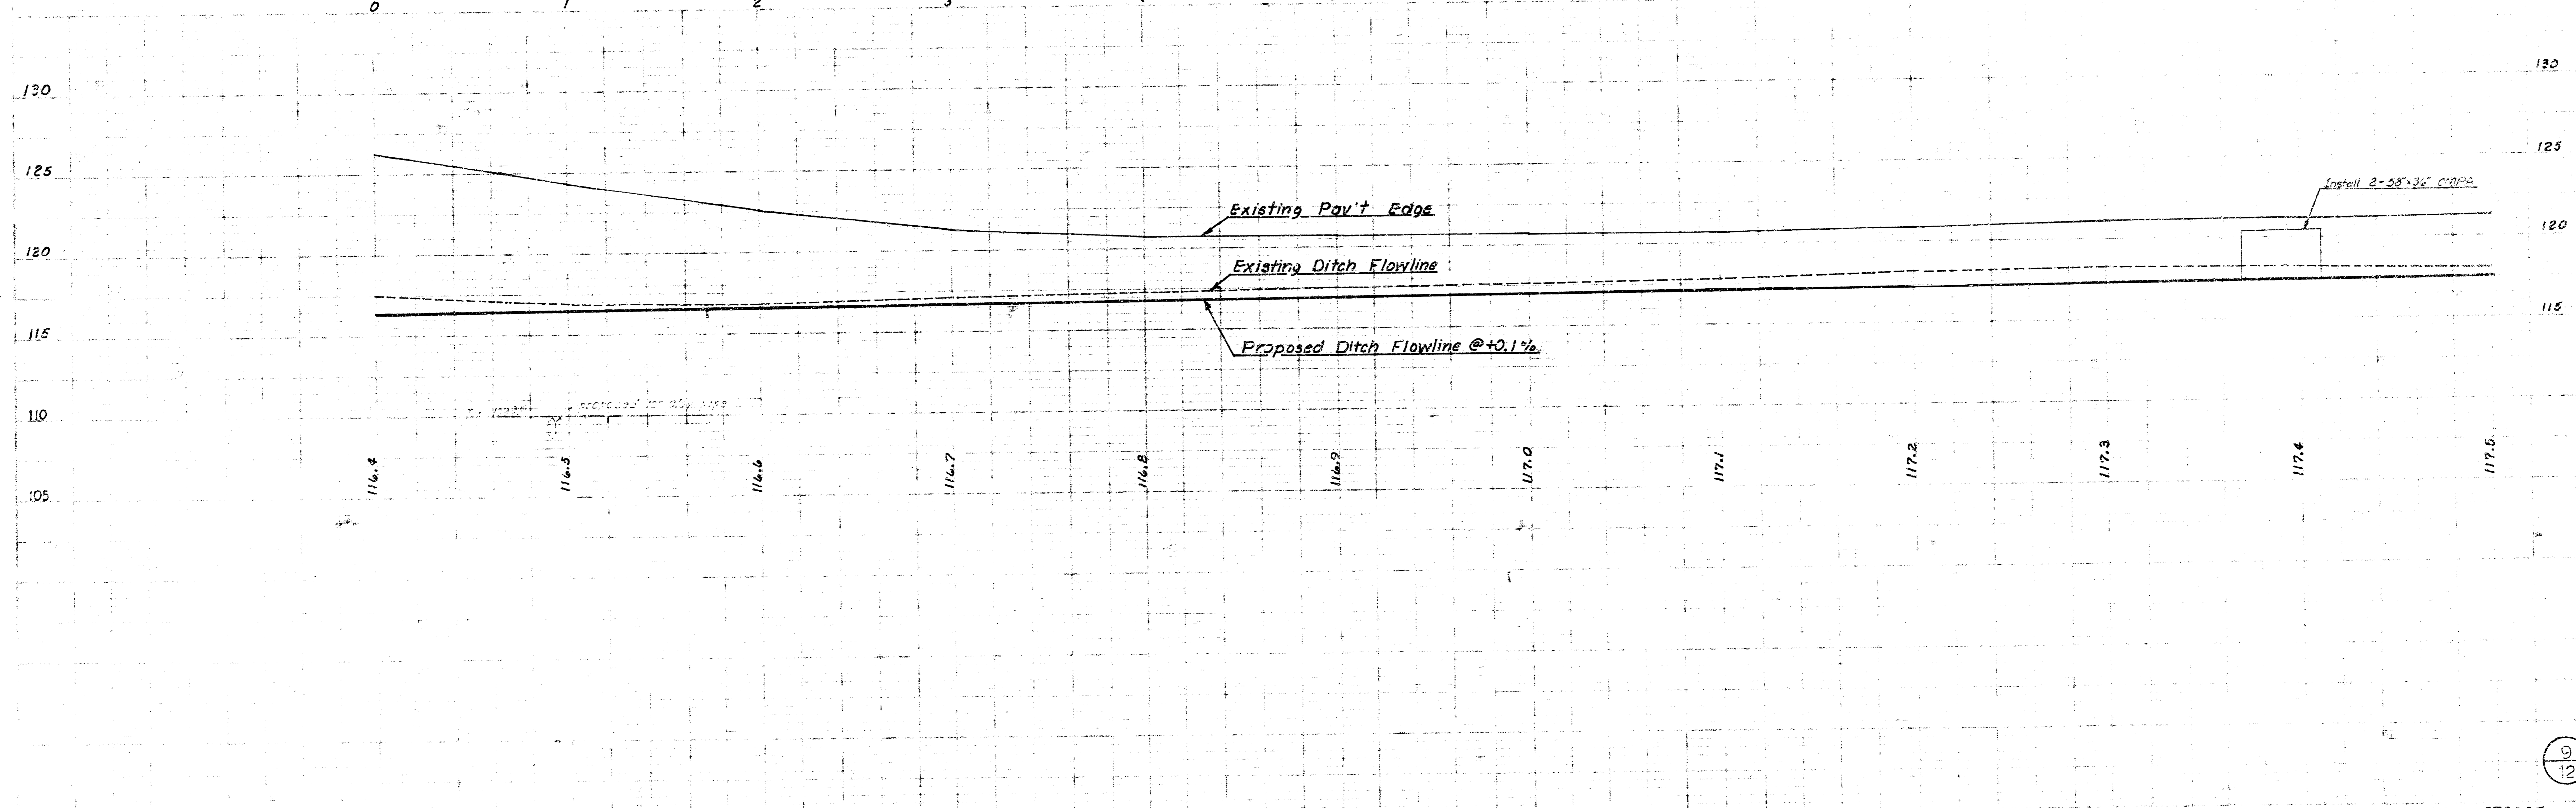 0 1 2 3
130 130
125 125
Install 2-58"x36" CMPA
Existing Pav't Edge
120 120
Existing Ditch Flowline
115 115
Proposed Ditch Flowline @+0.1%
110
116.4 116.5 116.6 116.7 116.8 116.9 117.0 117.1 117.2 117.3 117.4 117.5
105
9
12